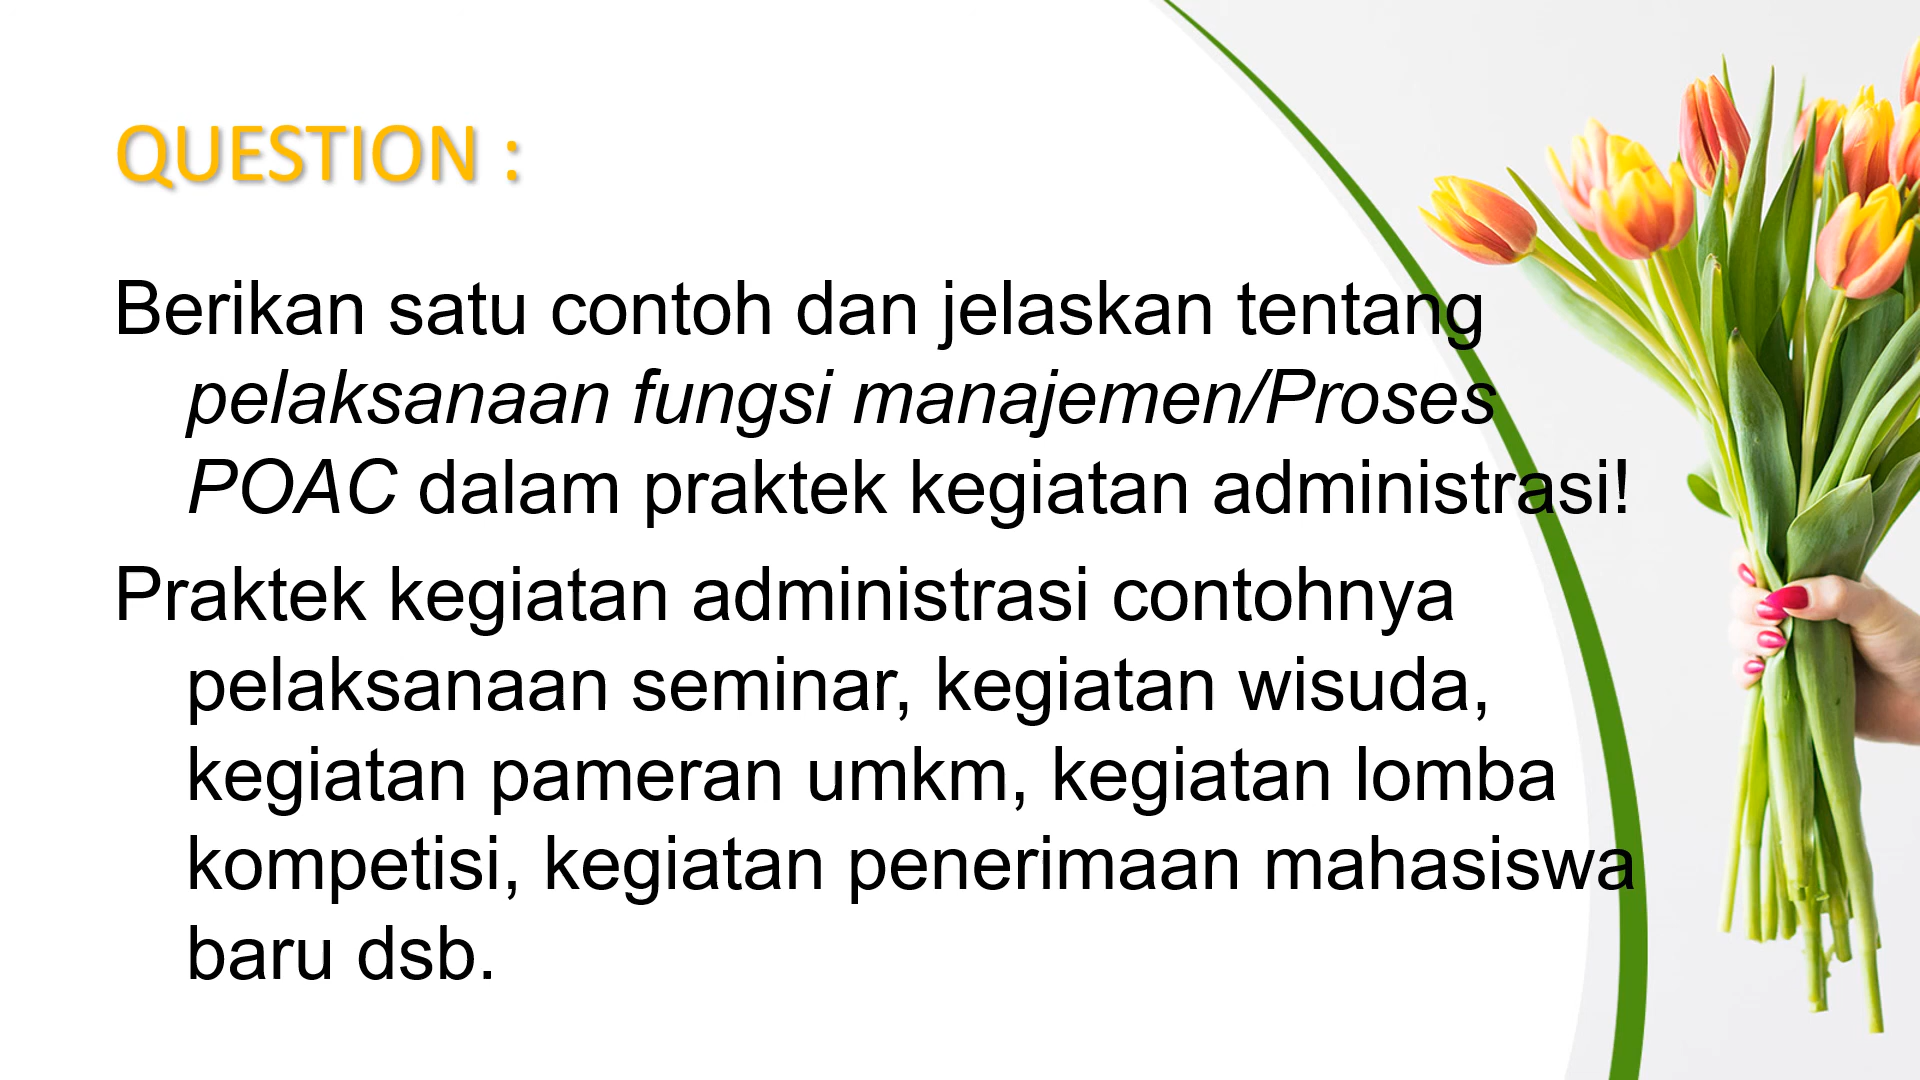 QUESTION :
Berikan satu contoh dan jelaskan tentang
pelaksanaan fungsi manajemen/Proses
POAC dalam praktek kegiatan administrasi!
Praktek kegiatan administrasi contohnya
pelaksanaan seminar, kegiatan wisuda,
kegiatan pameran umkm, kegiatan lomba
kompetisi, kegiatan penerimaan mahasiswa
baru dsb.